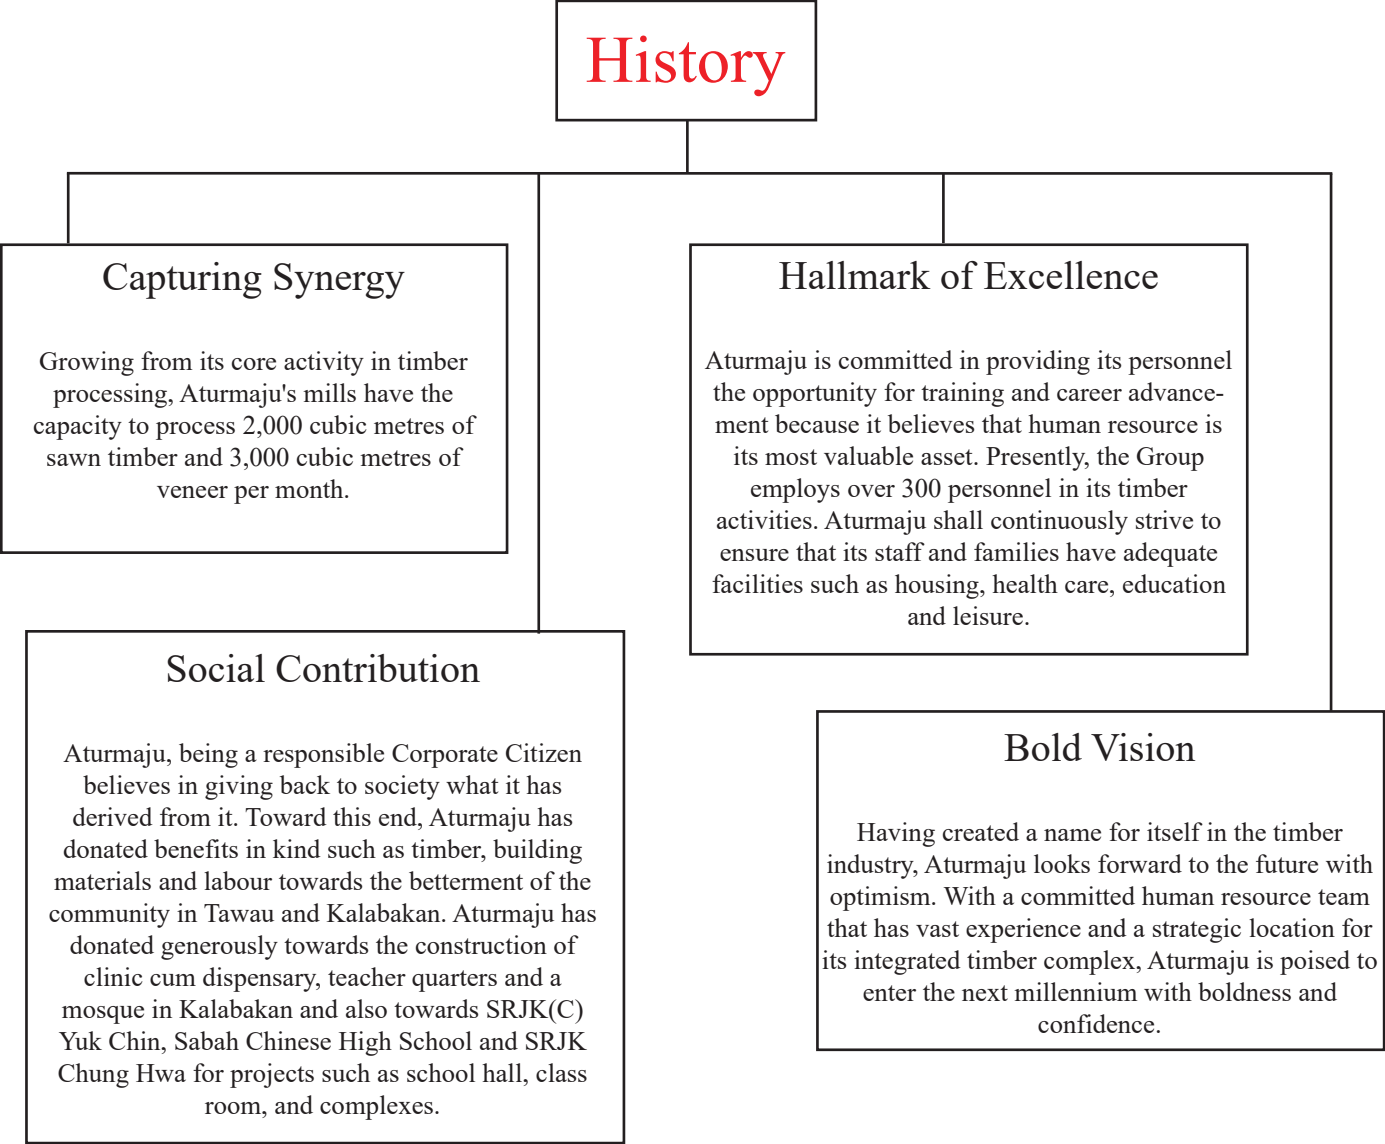 History
Capturing Synergy
Growing from its core activity in timber
processing, Aturmaju's mills have the
capacity to process 2,000 cubic metres of
sawn timber and 3,000 cubic metres of
veneer per month.
Social Contribution
Aturmaju, being a responsible Corporate Citizen
believes in giving back to society what it has
derived from it. Toward this end, Aturmaju has
donated benefits in kind such as timber, building
materials and labour towards the betterment of the
community in Tawau and Kalabakan. Aturmaju has
donated generously towards the construction of
clinic cum dispensary, teacher quarters and a
mosque in Kalabakan and also towards SRJK(C)
Yuk Chin, Sabah Chinese High School and SRJK
Chung Hwa for projects such as school hall, class
room, and complexes.
Hallmark of Excellence
Aturmaju is committed in providing its personnel
the opportunity for training and career advance-
ment because it believes that human resource is
its most valuable asset. Presently, the Group
employs over 300 personnel in its timber
activities. Aturmaju shall continuously strive to
ensure that its staff and families have adequate
facilities such as housing, health care, education
and leisure.
Bold Vision
Having created a name for itself in the timber
industry, Aturmaju looks forward to the future with
optimism. With a committed human resource team
that has vast experience and a strategic location for
its integrated timber complex, Aturmaju is poised to
enter the next millennium with boldness and
confidence.